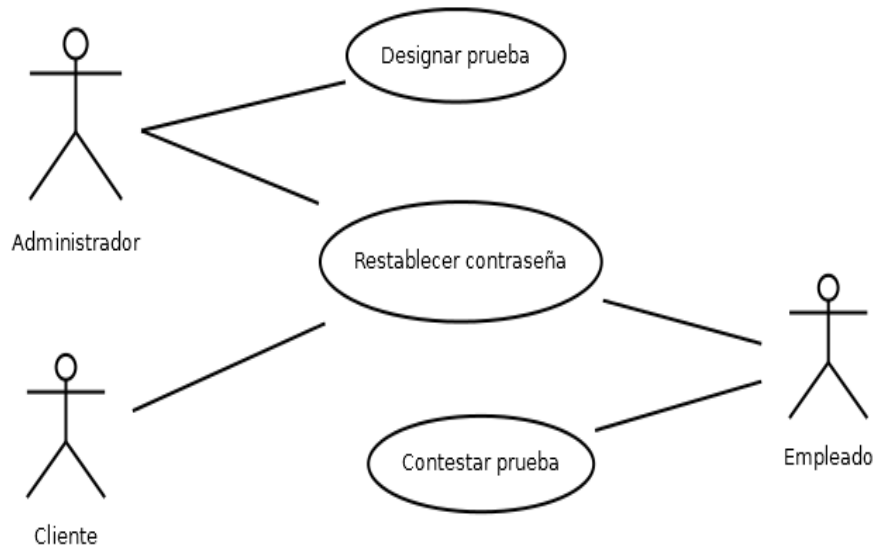 Designar prueba
Administrador
Restablecer contraseña
Contestar prueba
Empleado
Cliente